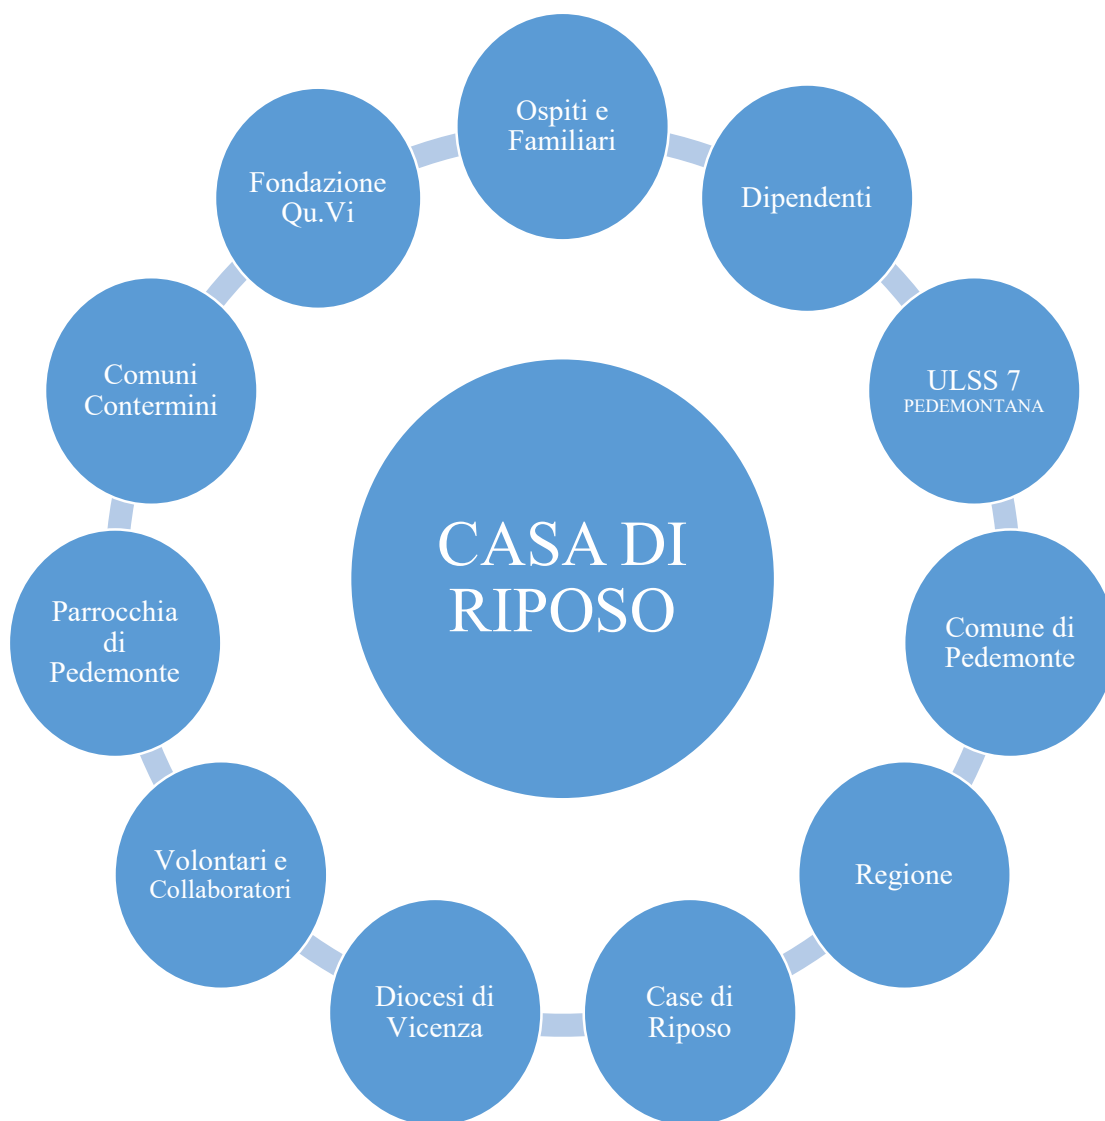 Ospiti e
Familiari
Dipendenti
ULSS 7
PEDEMONTANA
Comune di
Pedemonte
Regione
Case di
Riposo
Diocesi di
Vicenza
Volontari e
Collaboratori
Parrocchia
di
Pedemonte
Comuni
Contermini
Fondazione
Qu.Vi
CASA DI
RIPOSO